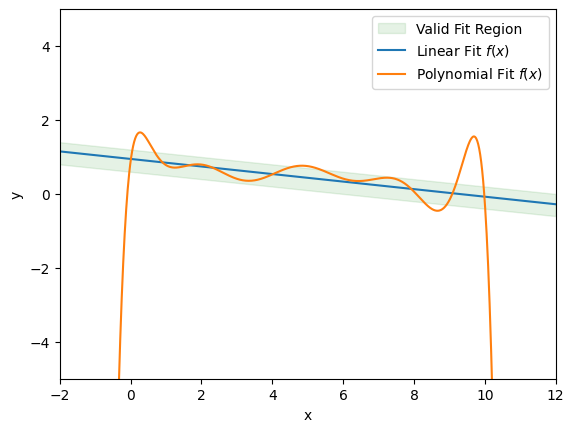 Valid Fit Region
Linear Fit f(x)
Polynomial Fit f(x)
4
2
0
−2
−4
y
−2 0 2 4 6 8 10 12
x